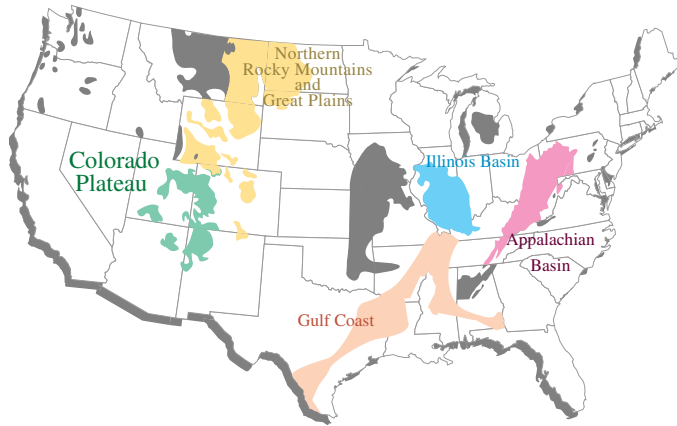 Northern
Rocky Mountains
and
Great Plains
Colorado
Plateau
Illinois Basin
Appalachian
Basin
Gulf Coast